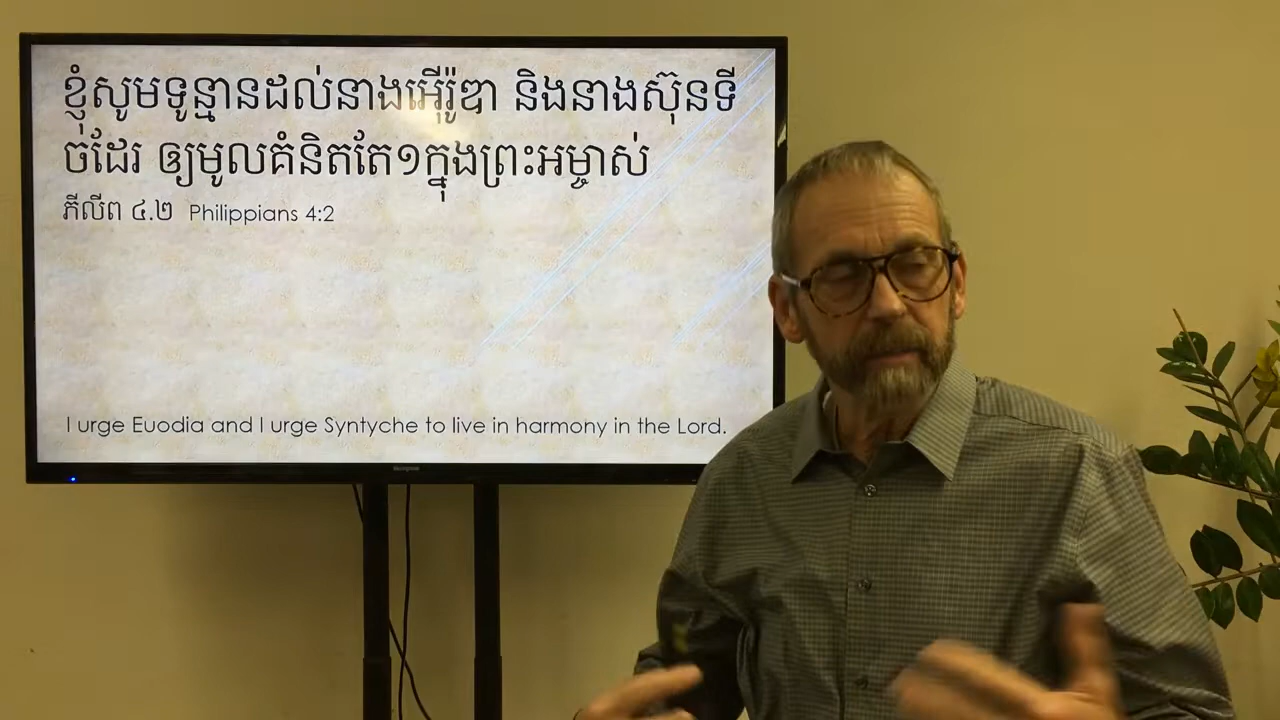 ខ្ញុំសូមទូន្មានដល់នាងអ៊ើរ៉ូឌា និងនាងស៊ុនទី
ចដែរ ឲ្យមូលគំនិតតែ១ក្នុងព្រះអម្ចាស់
ភីលីព ៤.២ Philippians 4:2
I urge Euodia and I urge Syntyche to live in harmony in the Lord.